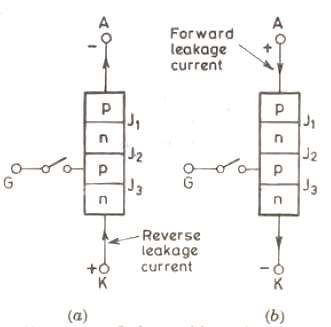 A
−
p
J1
n
J2
p
G
J3
n
Reverse
leakage
current
+
K
(a)
Forward
leakage
current
A
+
p
J1
n
J2
p
G
J3
n
−
K
(b)